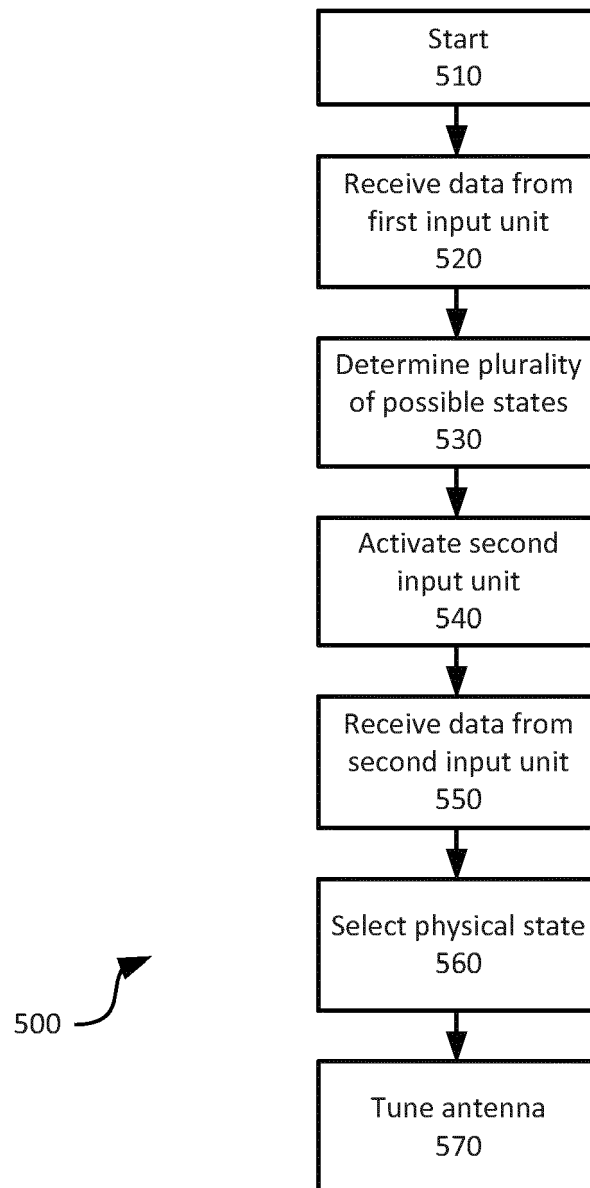 Start
510
Receive data from
first input unit
520
Determine plurality
of possible states
530
Activate second
input unit
540
Receive data from
second input unit
550
Select physical state
560
500
Tune antenna
570